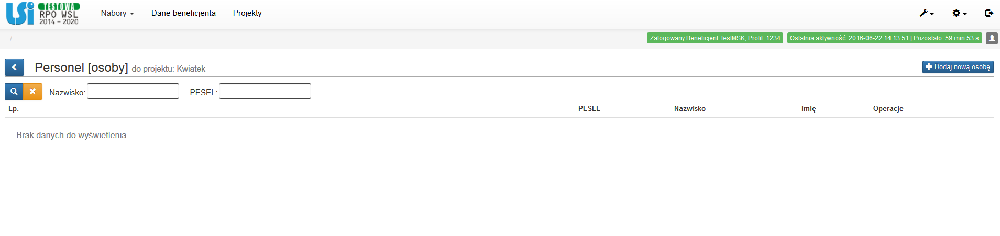 LSi TESTOWA
RPO WSL
2014 – 2020
Nabory Dane beneficjenta Projekty
/ Zalogowany Beneficjent: testMSK; Profil: 1234 Ostatnia aktywność: 2016-06-22 14:13:51 | Pozostało: 59 min 53 s
Personel [osoby] do projektu: Kwiatek Dodaj nową osobę
Nazwisko: PESEL:
Lp. PESEL Nazwisko Imię Operacje
Brak danych do wyświetlenia.